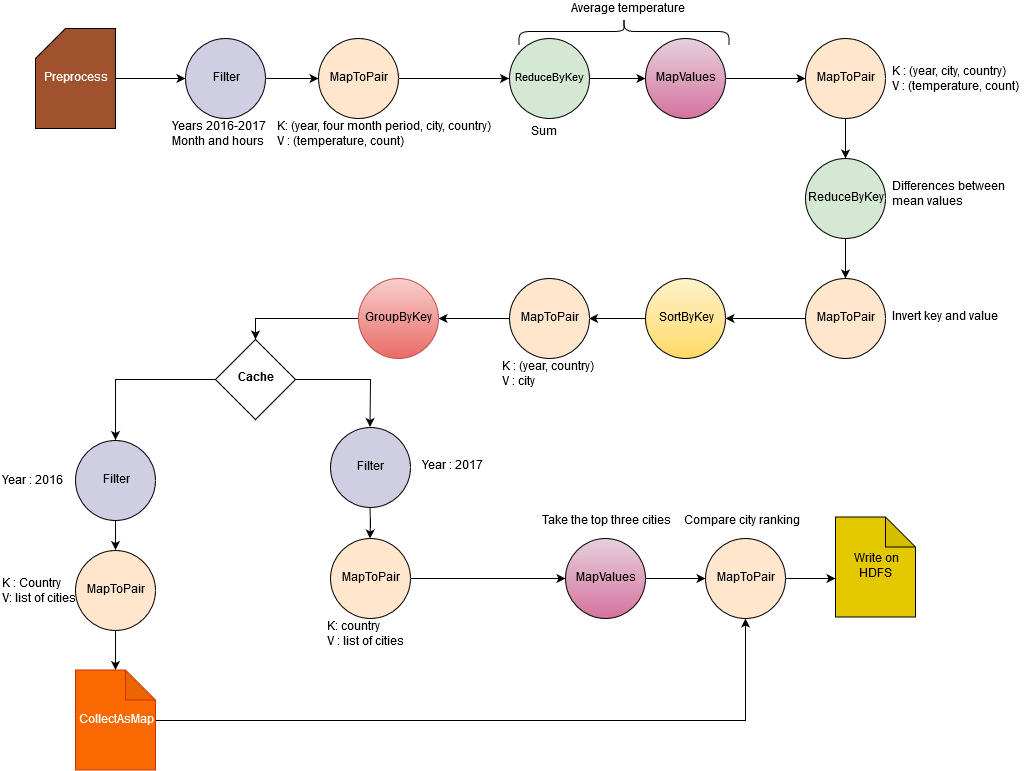 Average temperature
Preprocess
Filter
MapToPair
ReduceByKey
MapValues
MapToPair
K : (year, city, country)
V : (temperature, count)
Years 2016-2017
Month and hours
K: (year, four month period, city, country)
V : (temperature, count)
Sum
ReduceByKey
Differences between
mean values
GroupByKey
MapToPair
SortByKey
MapToPair
Invert key and value
K : (year, country)
V : city
Cache
Year : 2016
Filter
Filter
Year : 2017
Take the top three cities
Compare city ranking
K : Country
V: list of cities
MapToPair
MapToPair
MapValues
MapToPair
Write on
HDFS
K: country
V : list of cities
CollectAsMap